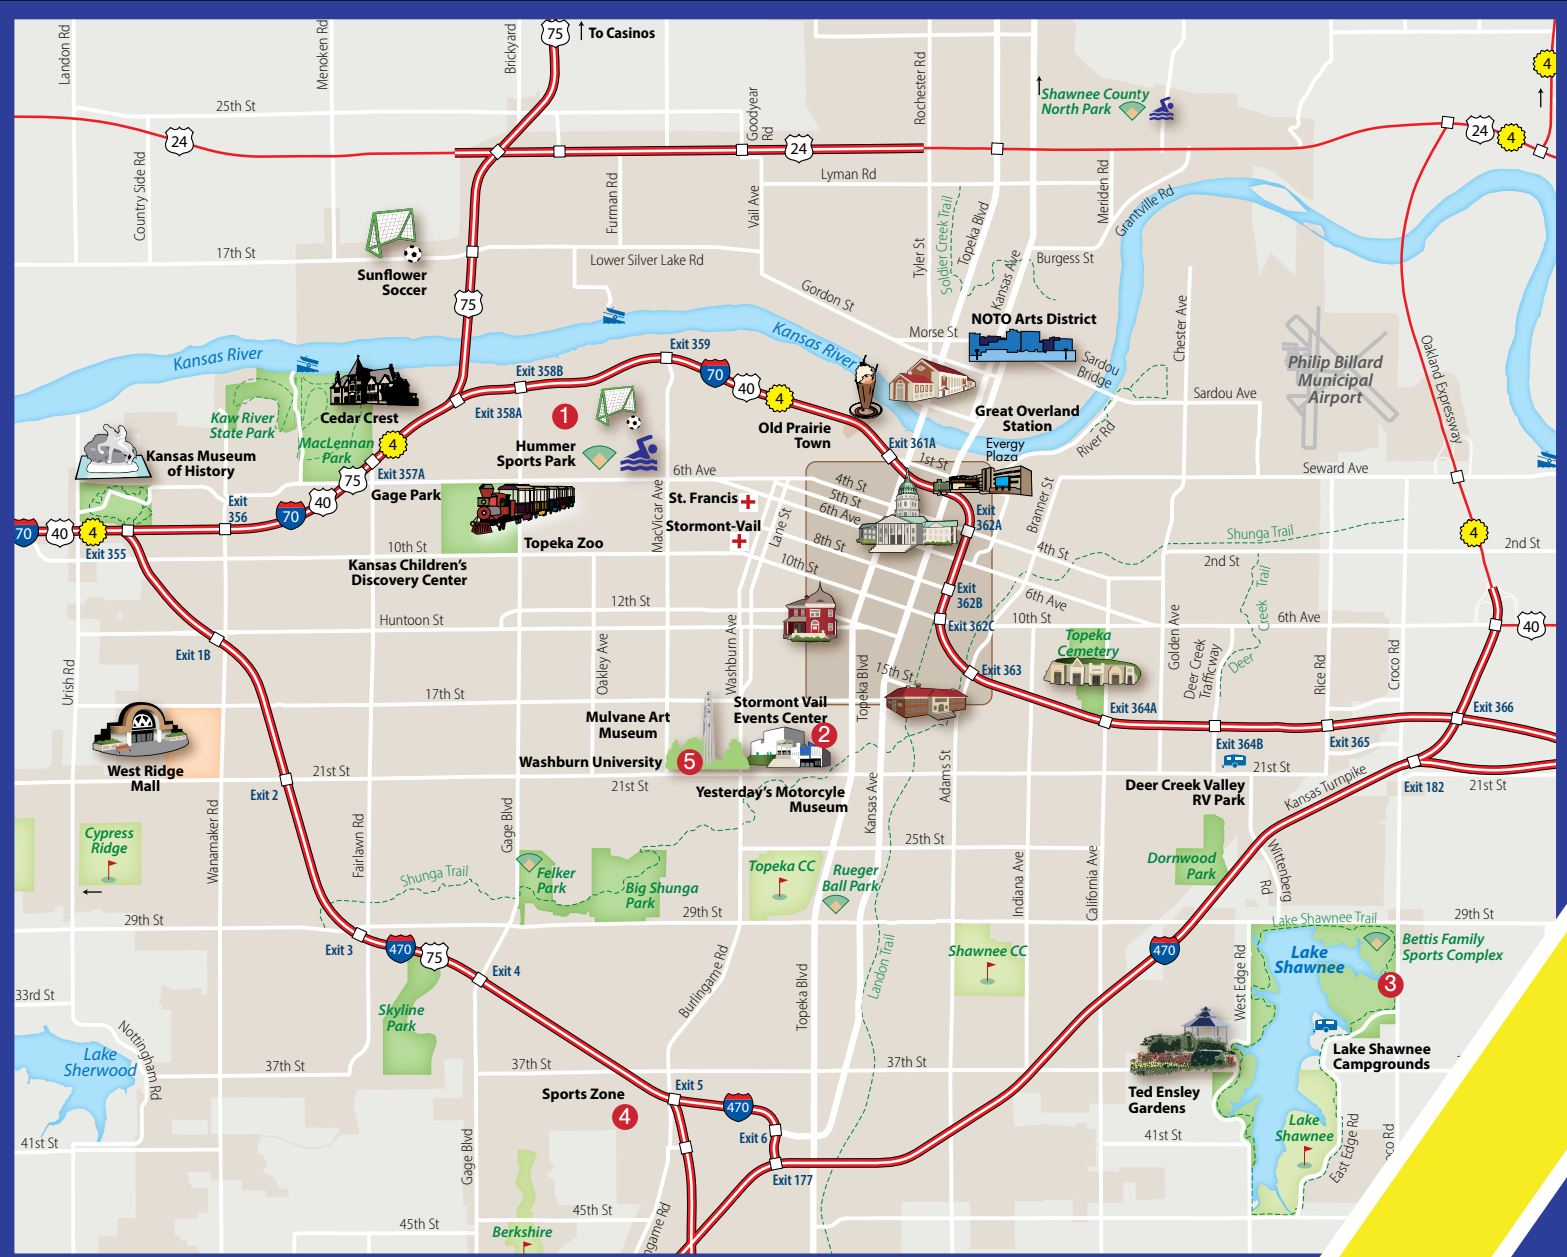 Landon Rd
Menoken Rd
Brickyard
75
↑ To Casinos
Rochester Rd
4
25th St
Goodyear
Rd
Shawnee County
North Park
24
24
24
4
Country Side Rd
Furman Rd
Vail Ave
Lyman Rd
Meriden Rd
Grantville Rd
Soldier Creek Trail
Topeka Blvd
Tyler St
Kansas Ave
17th St
Lower Silver Lake Rd
Burgess St
Sunflower
Soccer
Gordon St
75
Chester Ave
NOTO Arts District
Morse St
Kansas River
Kansas River
Exit 359
Sardou
Bridge
Philip Billard
Municipal
Airport
Oakland Expressway
Exit 358B
70
40
4
Sardou Ave
Cedar Crest
Exit 358A
1
Great Overland
Station
Kaw River
State Park
Old Prairie
Town
MacLennan
Park
4
Hummer
Sports Park
Exit 361A
Evergy
Plaza
River Rd
Kansas Museum
of History
1st St
6th Ave
Seward Ave
Exit 357A
75
Gage Park
40
4th St
5th St
6th Ave
St. Francis
MacVicar Ave
Exit
356
70
Branner St
Exit
362A
Stormont-Vail
Lane St
70
40
4
Exit 355
Shunga Trail
4
Topeka Zoo
8th St
4th St
2nd St
2nd St
10th St
10th St
Kansas Children's
Discovery Center
Exit
362B
Deer Creek Trail
12th St
6th Ave
Huntoon St
Exit 362C
10th St
6th Ave
40
Washburn Ave
Oakley Ave
Golden Ave
Topeka
Cemetery
Exit 1B
Deer Creek
Trafficway
Rice Rd
Croco Rd
Urish Rd
Topeka Blvd
15th St
Exit 363
17th St
Stormont Vail
Events Center
Exit 364A
Exit 366
Mulvane Art
Museum
2
Exit 364B
Exit 365
Washburn University
5
West Ridge
Mall
21st St
21st St
21st St
21st St
Yesterday's Motorcyle
Museum
Adams St
Kansas Ave
Deer Creek Valley
RV Park
Kansas Turnpike
Exit 182
Exit 2
Wanamaker Rd
Fairlawn Rd
Gage Blvd
Cypress
Ridge
25th St
Wittenberg
Rd
Indiana Ave
California Ave
Dornwood
Park
Shunga Trail
Felker
Park
Big Shunga
Park
Topeka CC
Rueger
Ball Park
29th St
29th St
Lake Shawnee Trail
29th St
Exit 3
470
75
Exit 4
Burlingame Rd
Topeka Blvd
Landon Trail
Shawnee CC
470
West Edge Rd
Lake
Shawnee
Bettis Family
Sports Complex
3
33rd St
Skyline
Park
Nottingham Rd
Lake
Sherwood
37th St
37th St
37th St
Lake Shawnee
Campgrounds
Sports Zone
4
Exit 5
470
Ted Ensley
Gardens
Exit 6
41st St
41st St
Lake
Shawnee
East Edge Rd
oco Rd
Gage Blvd
Exit 177
45th St
45th St
ngame Rd
Berkshire